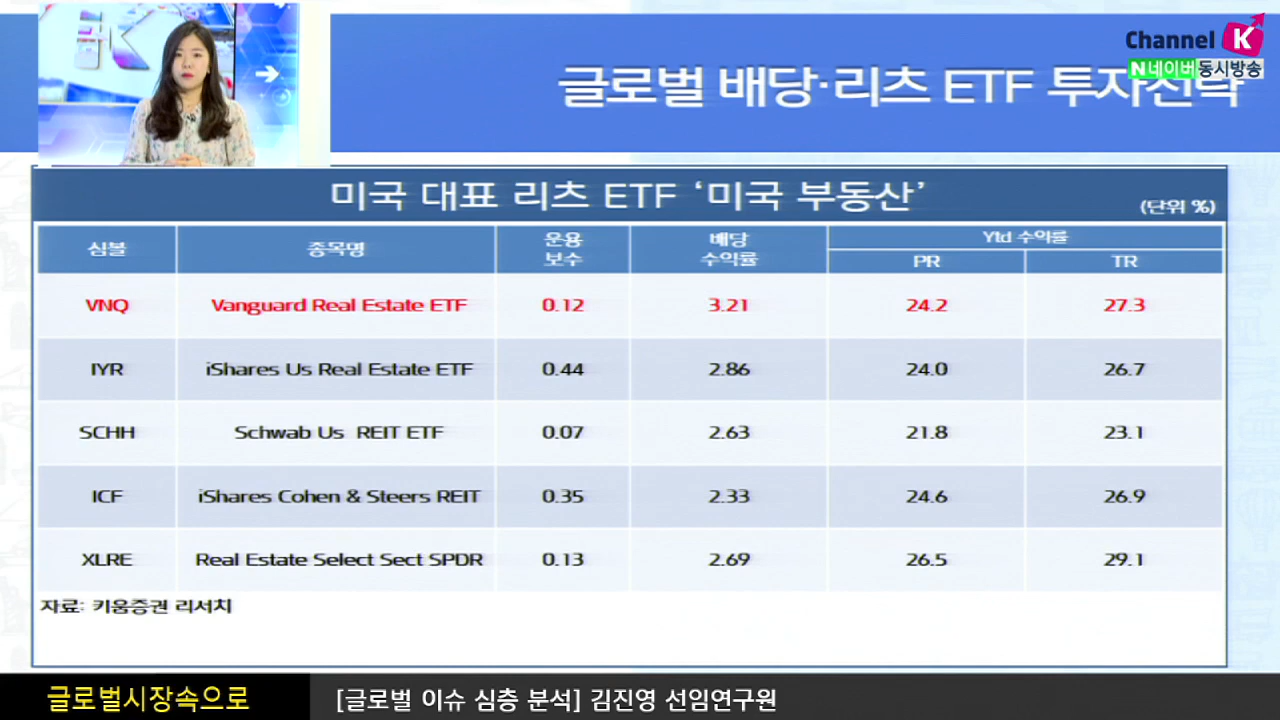 Channel K
N네이버 동시방송
글로벌 배당·리츠 ETF 투자전략
미국 대표 리츠 ETF ‘미국 부동산’
(단위 %)
심볼 종목명 운용 보수 배당 수익률 Ytd 수익률
PR TR
VNQ Vanguard Real Estate ETF 0.12 3.21 24.2 27.3
IYR iShares Us Real Estate ETF 0.44 2.86 24.0 26.7
SCHH Schwab Us REIT ETF 0.07 2.63 21.8 23.1
ICF iShares Cohen & Steers REIT 0.35 2.33 24.6 26.9
XLRE Real Estate Select Sect SPDR 0.13 2.69 26.5 29.1
자료: 키움증권 리서치
글로벌시장속으로
[글로벌 이슈 심층 분석] 김진영 선임연구원